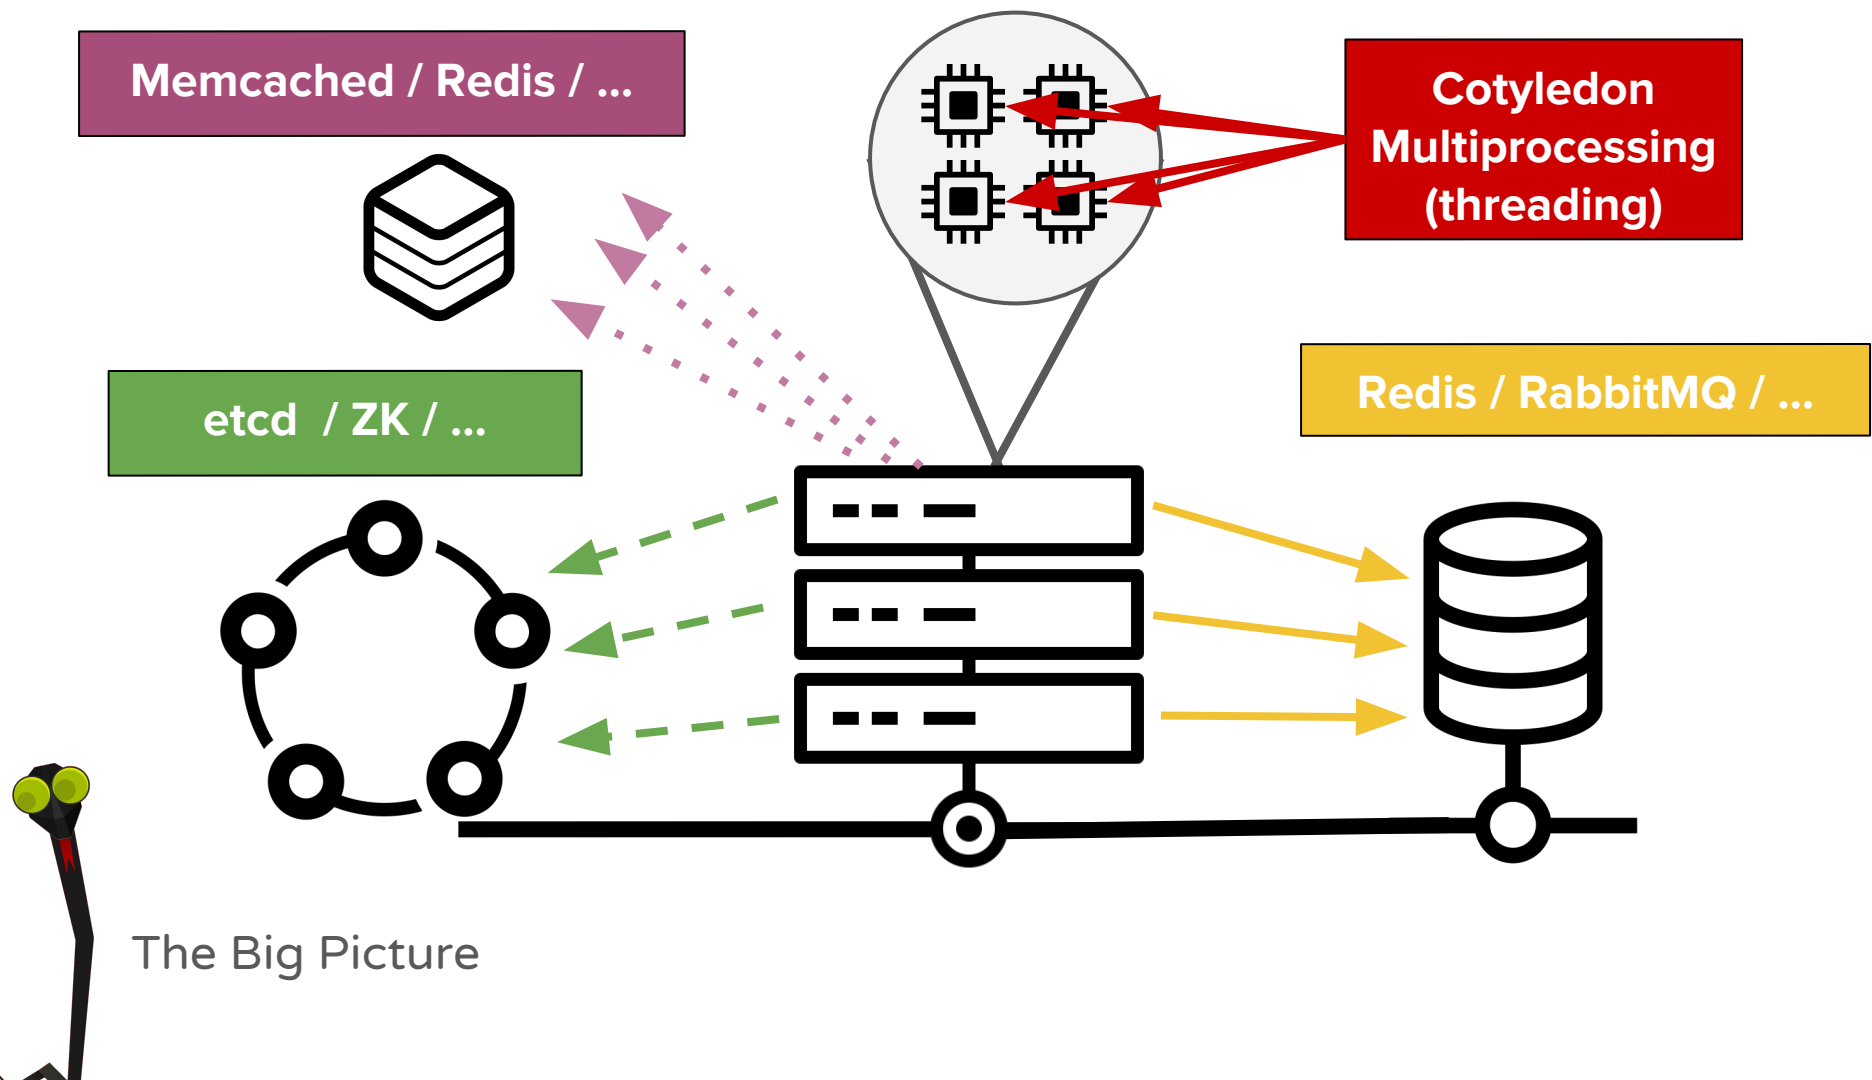 Memcached / Redis / ...
Cotyledon
Multiprocessing
(threading)
etcd / ZK / ...
Redis / RabbitMQ / ...
The Big Picture